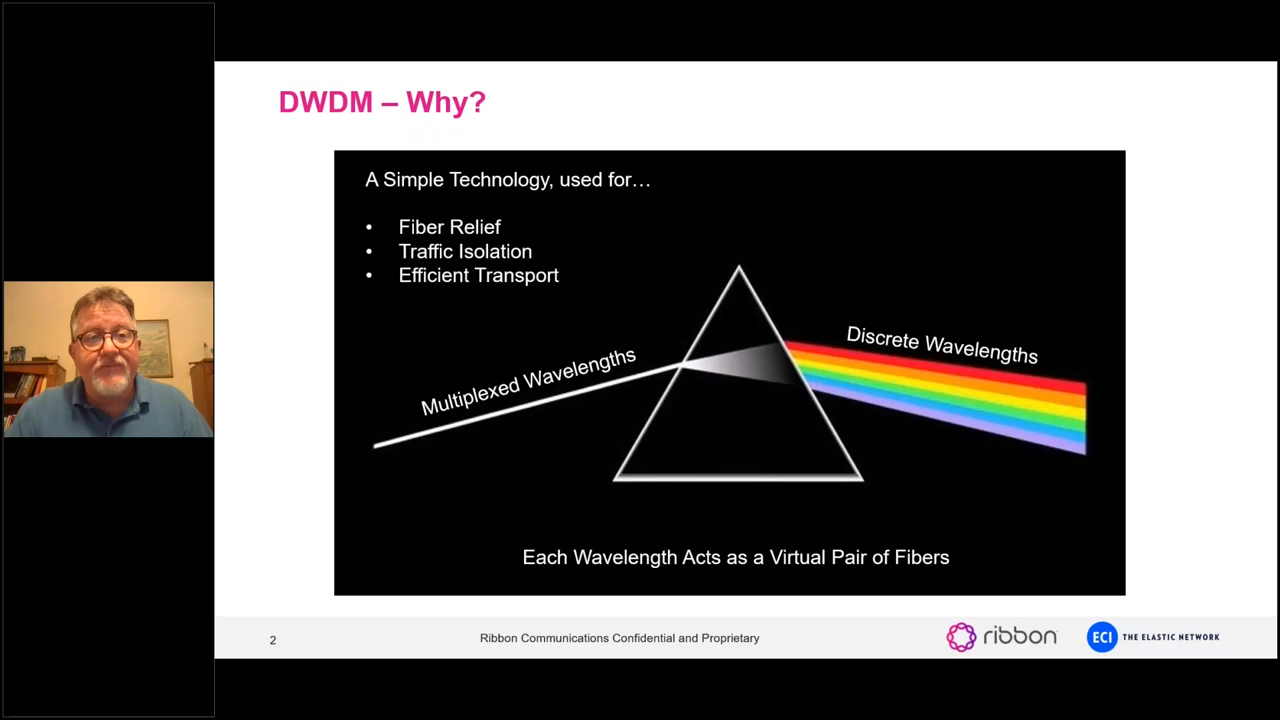 DWDM – Why?
A Simple Technology, used for…
• Fiber Relief
• Traffic Isolation
• Efficient Transport
Multiplexed Wavelengths
Discrete Wavelengths
Each Wavelength Acts as a Virtual Pair of Fibers
2
Ribbon Communications Confidential and Proprietary
ribbon
ECI THE ELASTIC NETWORK